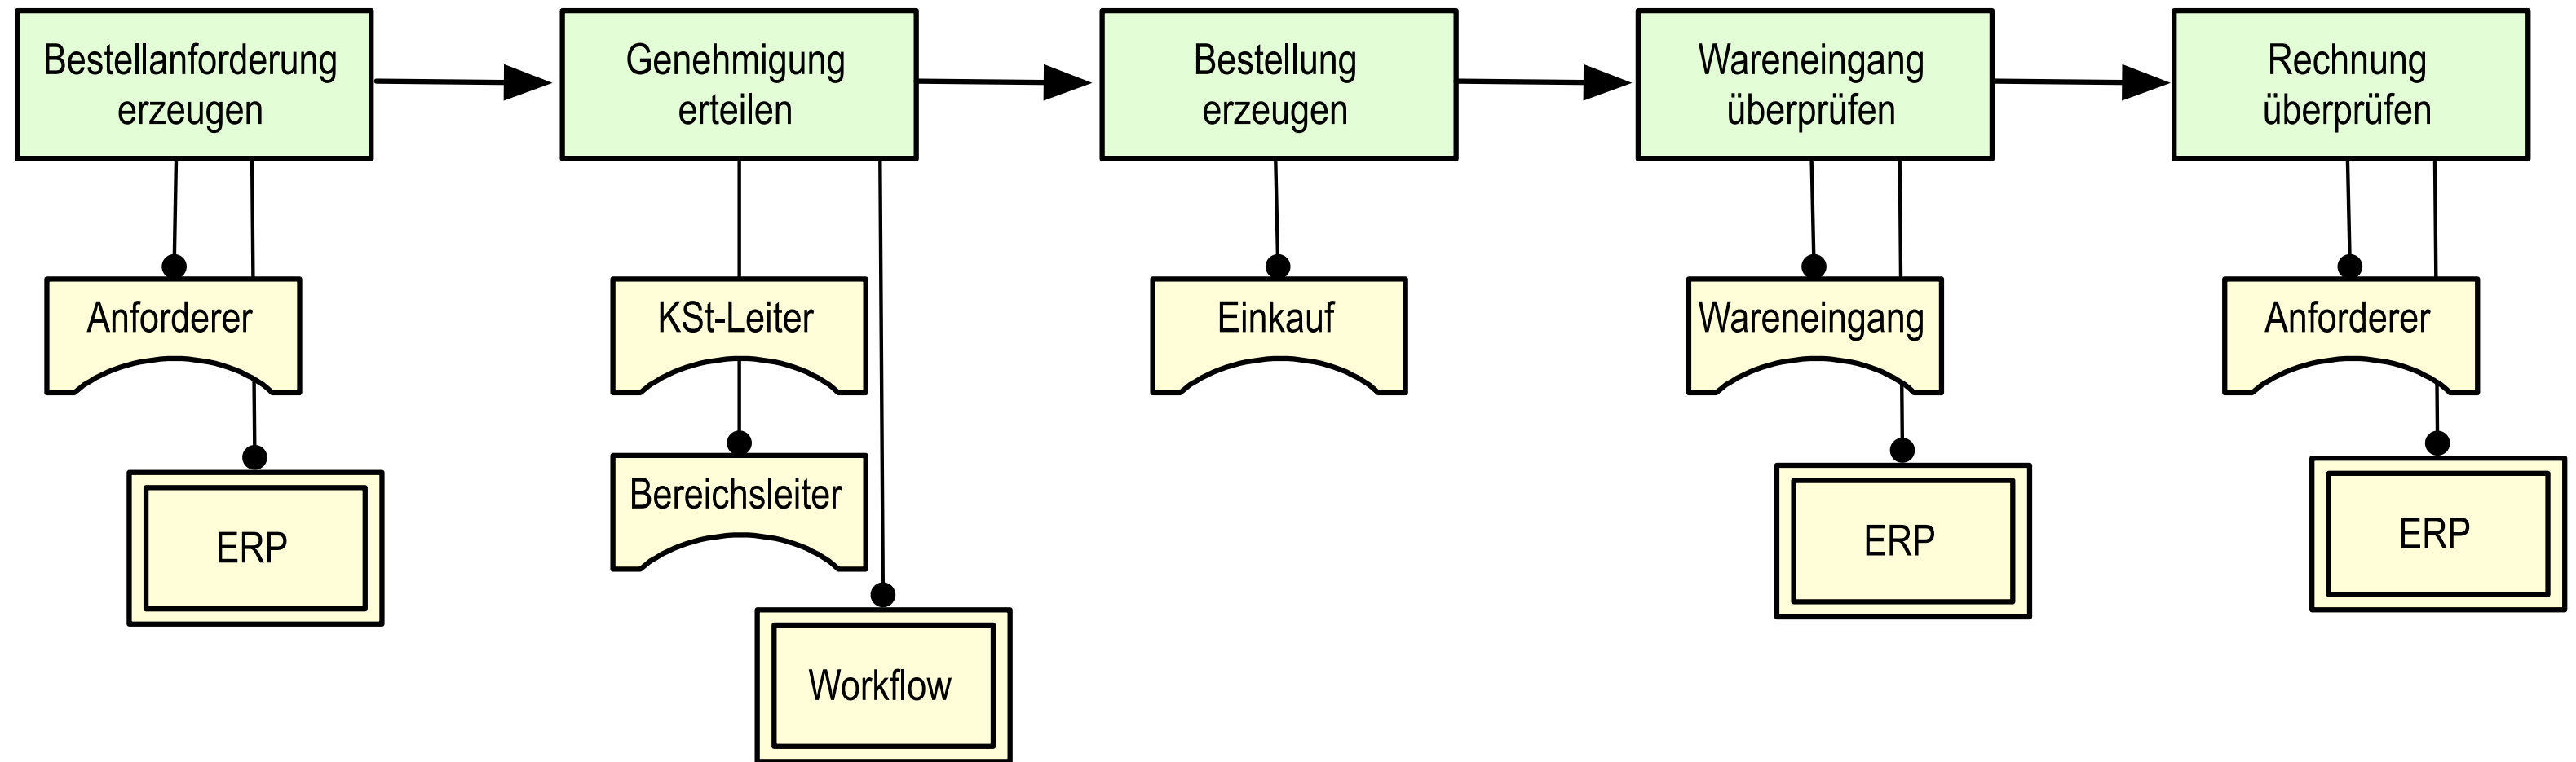 Bestellanforderung
erzeugen
Genehmigung
erteilen
Bestellung
erzeugen
Wareneingang
überprüfen
Rechnung
überprüfen
Anforderer
KSt-Leiter
Einkauf
Wareneingang
Anforderer
Bereichsleiter
ERP
ERP
ERP
Workflow